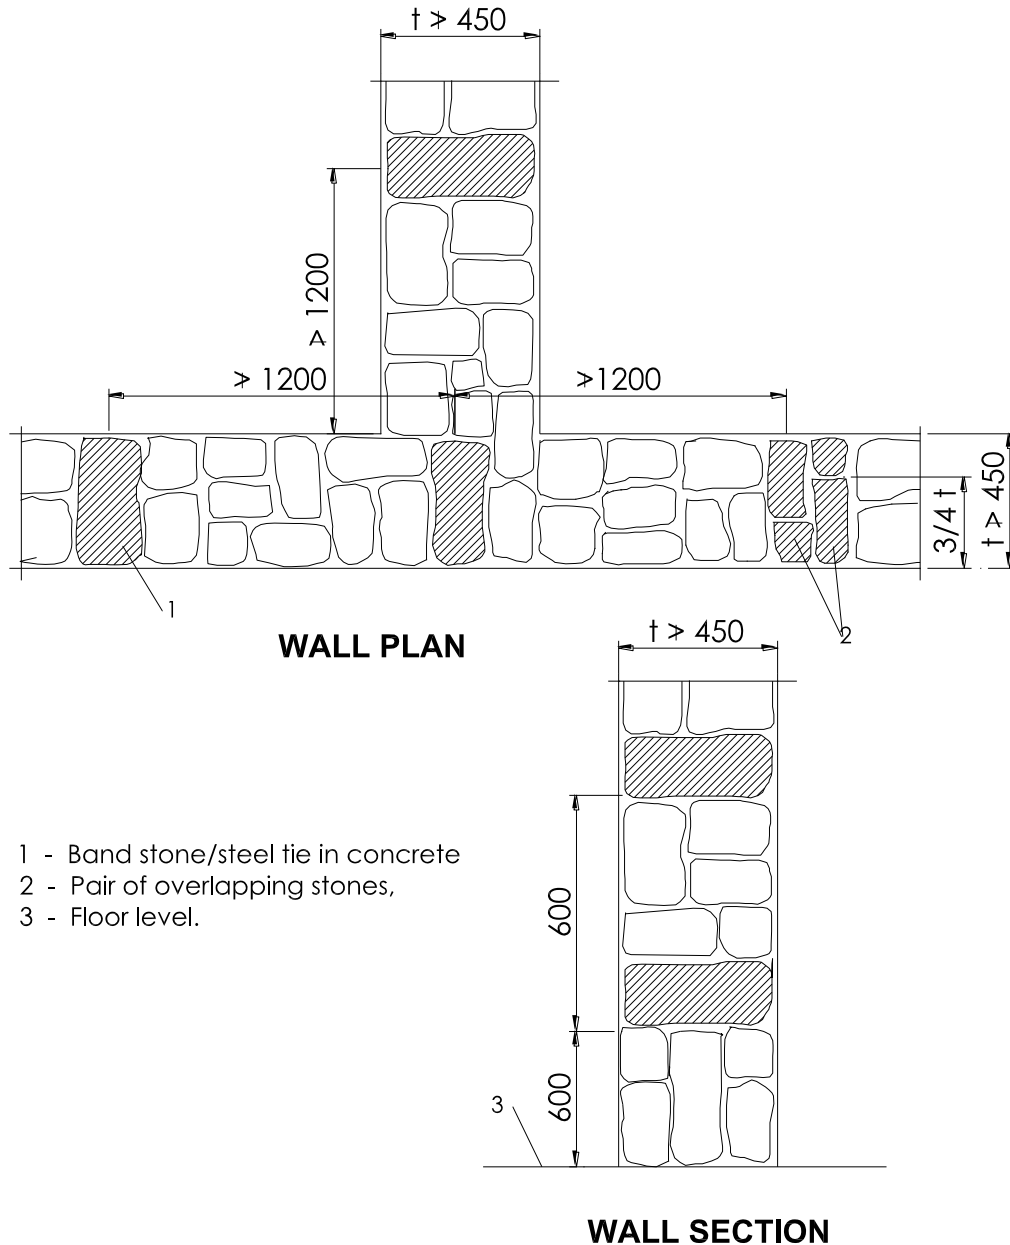 t ≯ 450
≯ 1200
≯ 1200
≯1200
3/4 t
t ≯ 450
1
2
WALL PLAN
t ≯ 450
1 - Band stone/steel tie in concrete
2 - Pair of overlapping stones,
3 - Floor level.
600
600
3
WALL SECTION